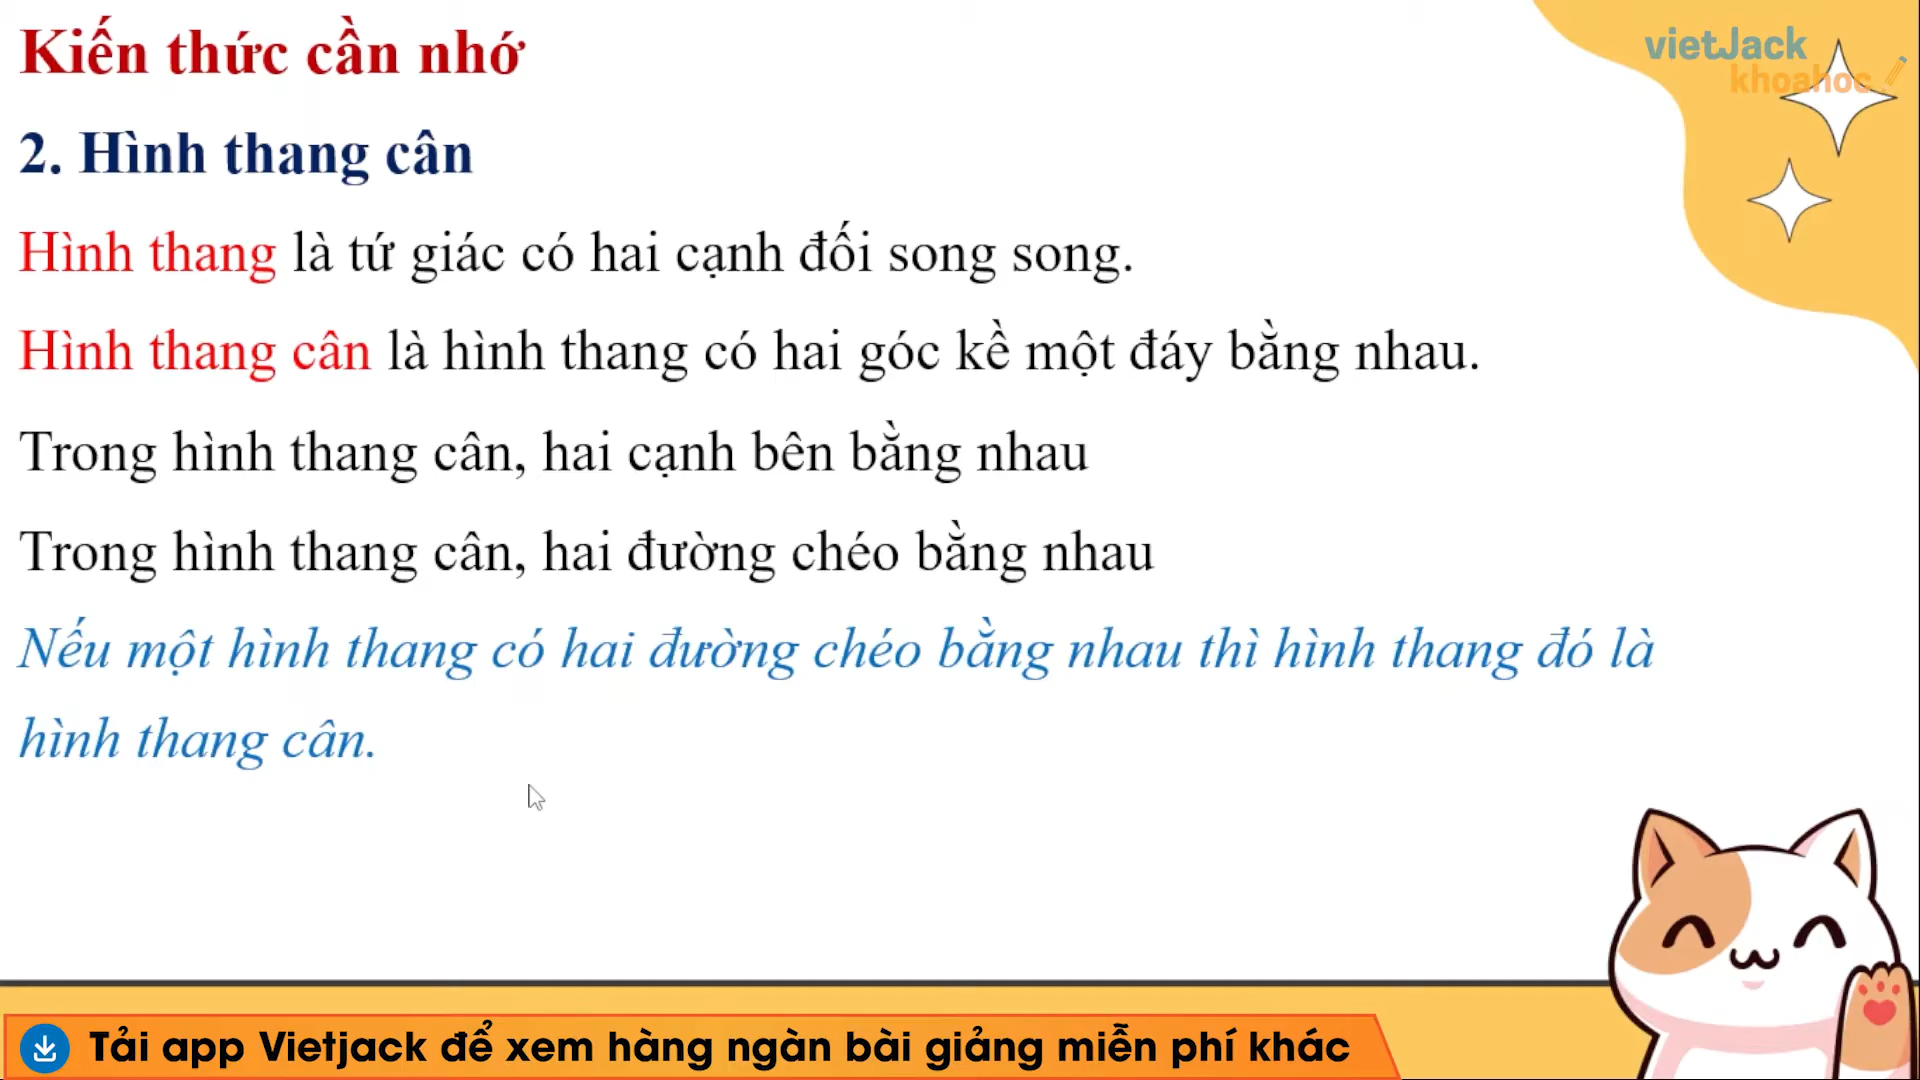 Kiến thức cần nhớ
vietJack
khoahoc
2. Hình thang cân
Hình thang là tứ giác có hai cạnh đối song song.
Hình thang cân là hình thang có hai góc kề một đáy bằng nhau.
Trong hình thang cân, hai cạnh bên bằng nhau
Trong hình thang cân, hai đường chéo bằng nhau
Nếu một hình thang có hai đường chéo bằng nhau thì hình thang đó là
hình thang cân.
Tải app Vietjack để xem hàng ngàn bài giảng miễn phí khác